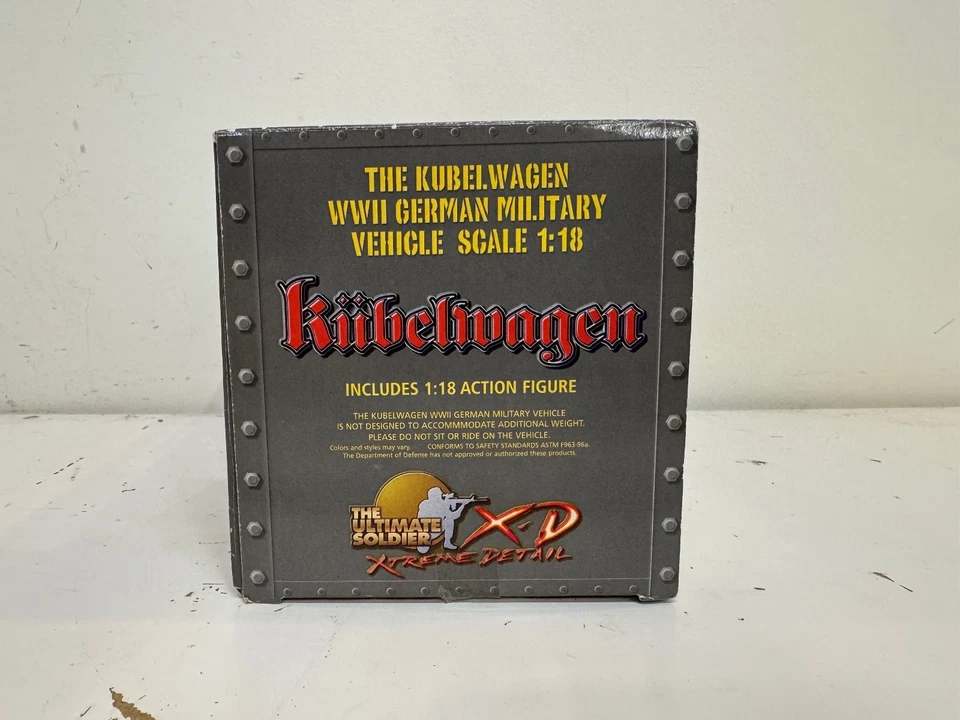 THE KUBELWAGEN
WWII GERMAN MILITARY
VEHICLE SCALE 1:18
Kübelwagen
INCLUDES 1:18 ACTION FIGURE
THE KUBELWAGEN WWII GERMAN MILITARY VEHICLE
IS NOT DESIGNED TO ACCOMMMODATE ADDITIONAL WEIGHT.
PLEASE DO NOT SIT OR RIDE ON THE VEHICLE.
Colors and styles may vary. CONFORMS TO SAFETY STANDARDS ASTM F963-96a.
The Department of Defense has not approved or authorized these products.
THE
ULTIMATE
SOLDIER
X-D
XTREME DETAIL